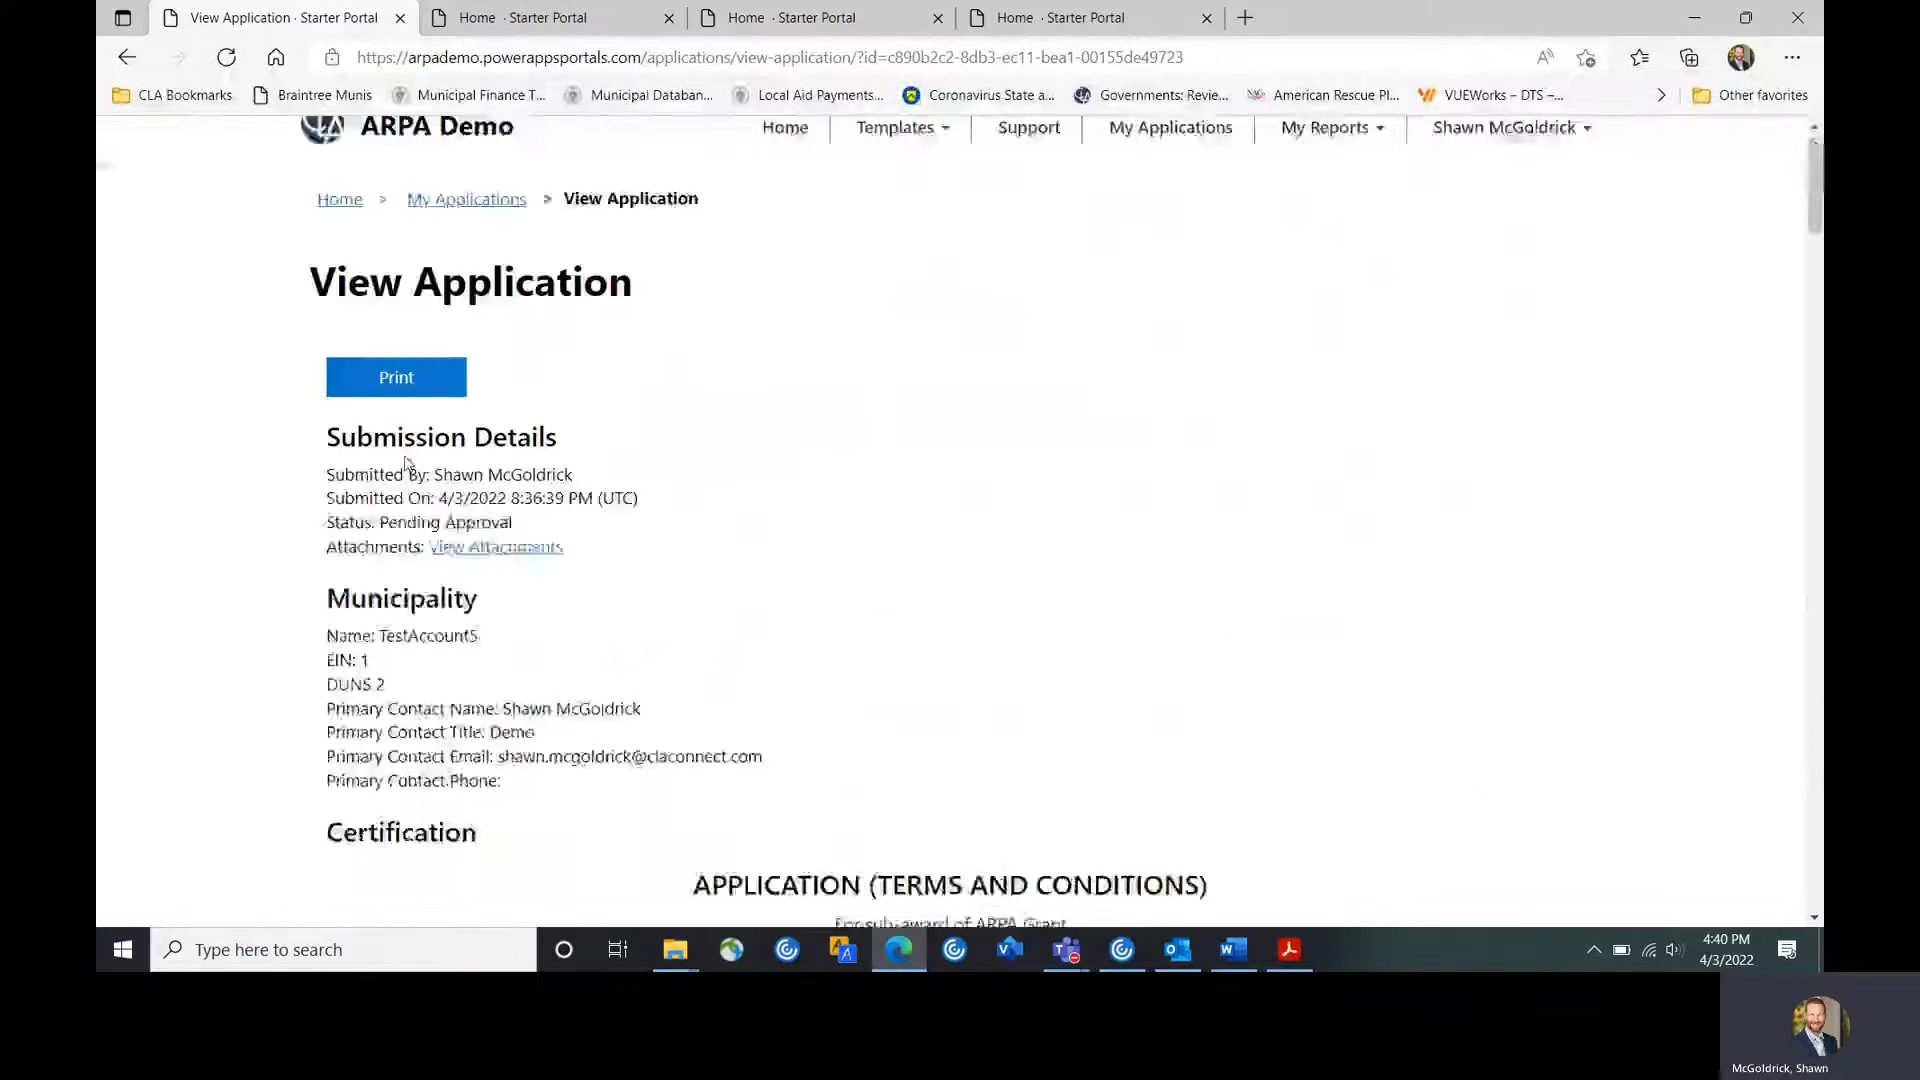 View Application · Starter Portal
Home · Starter Portal
Home · Starter Portal
Home · Starter Portal
https://arpademo.powerappsportals.com/applications/view-application/?id=c890b2c2-8db3-ec11-bea1-00155de49723
CLA Bookmarks
Braintree Munis
Municipal Finance T...
Municipal Databan...
Local Aid Payments...
Coronavirus State a...
Governments: Revie...
American Rescue Pl...
VUEWorks – DTS –...
Other favorites
ARPA Demo
Home
Templates
Support
My Applications
My Reports
Shawn McGoldrick
Home > My Applications > View Application
View Application
Print
Submission Details
Submitted By: Shawn McGoldrick
Submitted On: 4/3/2022 8:36:39 PM (UTC)
Status: Pending Approval
Attachments: View Attachments
Municipality
Name: TestAccount5
EIN: 1
DUNS 2
Primary Contact Name: Shawn McGoldrick
Primary Contact Title: Demo
Primary Contact Email: shawn.mcgoldrick@claconnect.com
Primary Contact Phone:
Certification
APPLICATION (TERMS AND CONDITIONS)
For sub-award of ARPA Grant
Type here to search
4:40 PM
4/3/2022
McGoldrick, Shawn